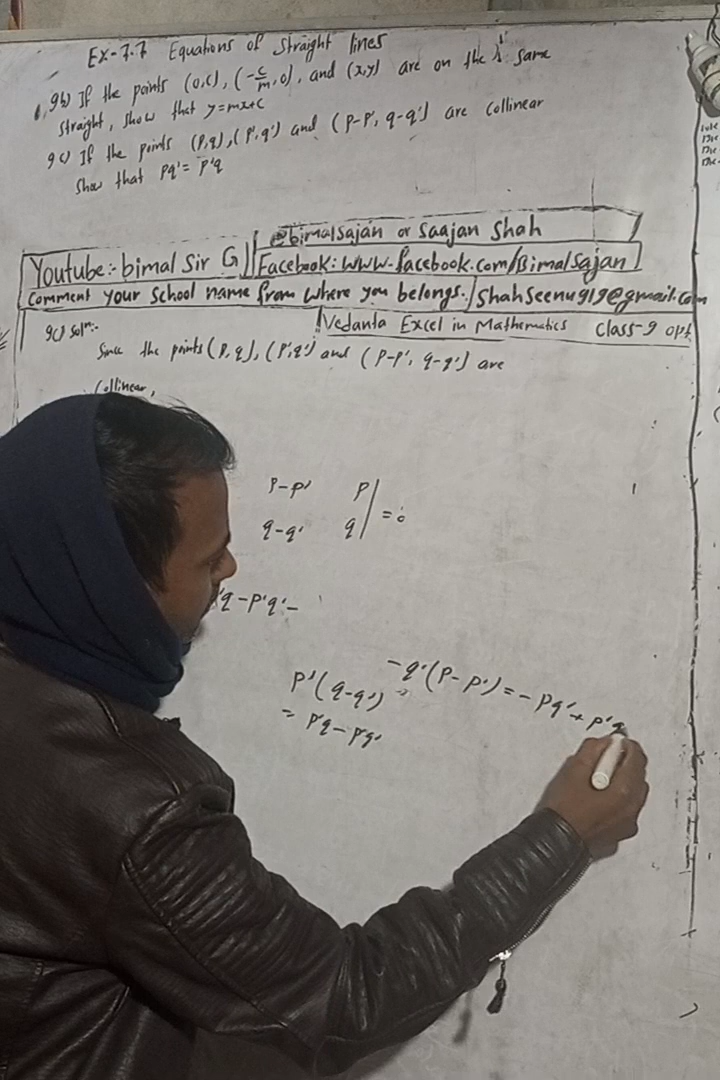 Ex-7.7 Equations of straight lines
9b) If the points (0,c), (-c/m, 0), and (x,y) are on the same
straight, show that y=mx+c
9 c) If the points (p,q), (p', q') and (p-p', q-q') are collinear
show that pq' = p'q
@bimalsajan or Saajan Shah
Youtube:- bimal Sir G
Facebook: www.facebook.com/Bimalsajan
Comment your School name from where you belongs.
shahseenu919@gmail.com
9c) solⁿ:-
Vedanta Excel in Mathematics Class-9 opt
Since the points (p,q), (p',q') and (p-p', q-q') are
Collinear,
p-p' p
q-q' q | = 0
'q - p'q' -
p'(q-q')
= p'q - p'q'
-q'(p-p') = -pq' + p'q